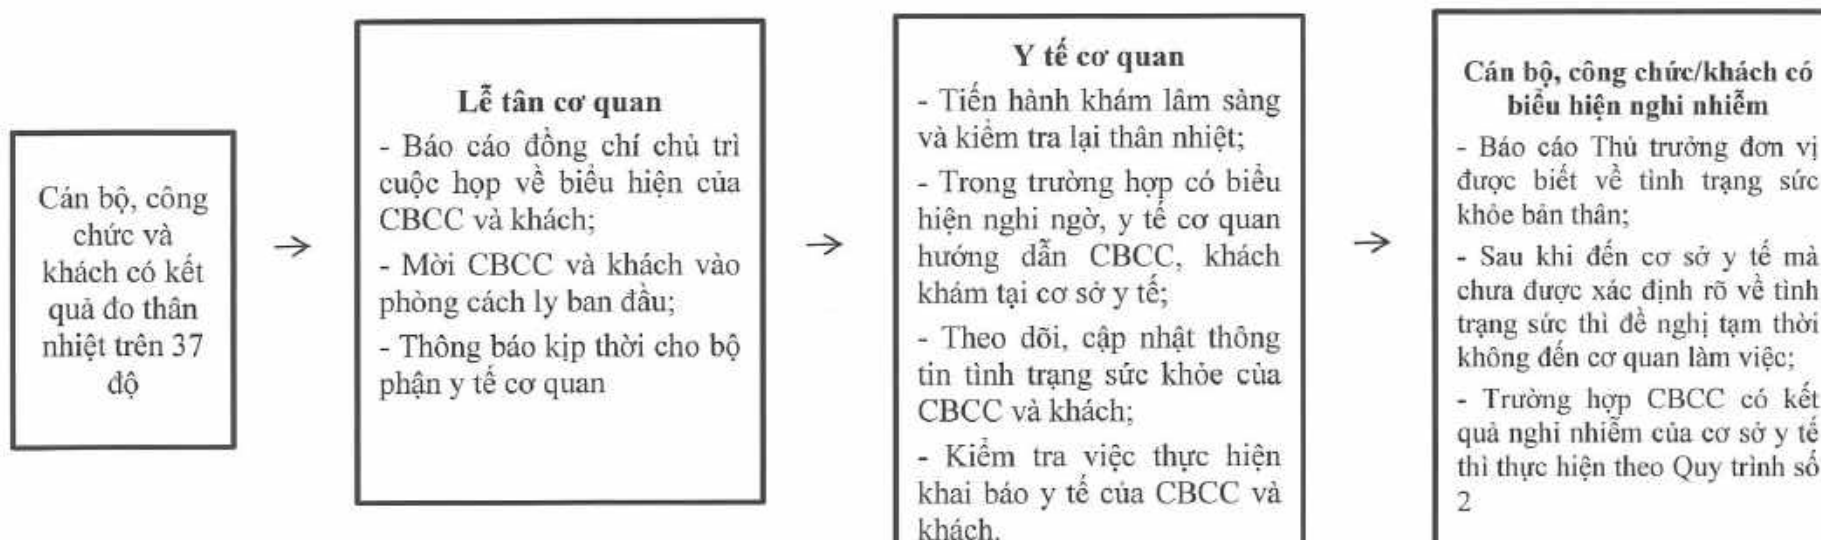 Cán bộ, công
chức và
khách có kết
quả đo thân
nhiệt trên 37
độ
Lễ tân cơ quan
- Báo cáo đồng chí chủ trì
cuộc họp về biểu hiện của
CBCC và khách;
- Mời CBCC và khách vào
phòng cách ly ban đầu;
- Thông báo kịp thời cho bộ
phận y tế cơ quan
Y tế cơ quan
- Tiến hành khám lâm sàng
và kiểm tra lại thân nhiệt;
- Trong trường hợp có biểu
hiện nghi ngờ, y tế cơ quan
hướng dẫn CBCC, khách
khám tại cơ sở y tế;
- Theo dõi, cập nhật thông
tin tình trạng sức khỏe của
CBCC và khách;
- Kiểm tra việc thực hiện
khai báo y tế của CBCC và
khách.
Cán bộ, công chức/khách có
biểu hiện nghi nhiễm
- Báo cáo Thủ trưởng đơn vị
được biết về tình trạng sức
khỏe bản thân;
- Sau khi đến cơ sở y tế mà
chưa được xác định rõ về tình
trạng sức thì đề nghị tạm thời
không đến cơ quan làm việc;
- Trường hợp CBCC có kết
quả nghi nhiễm của cơ sở y tế
thì thực hiện theo Quy trình số
2